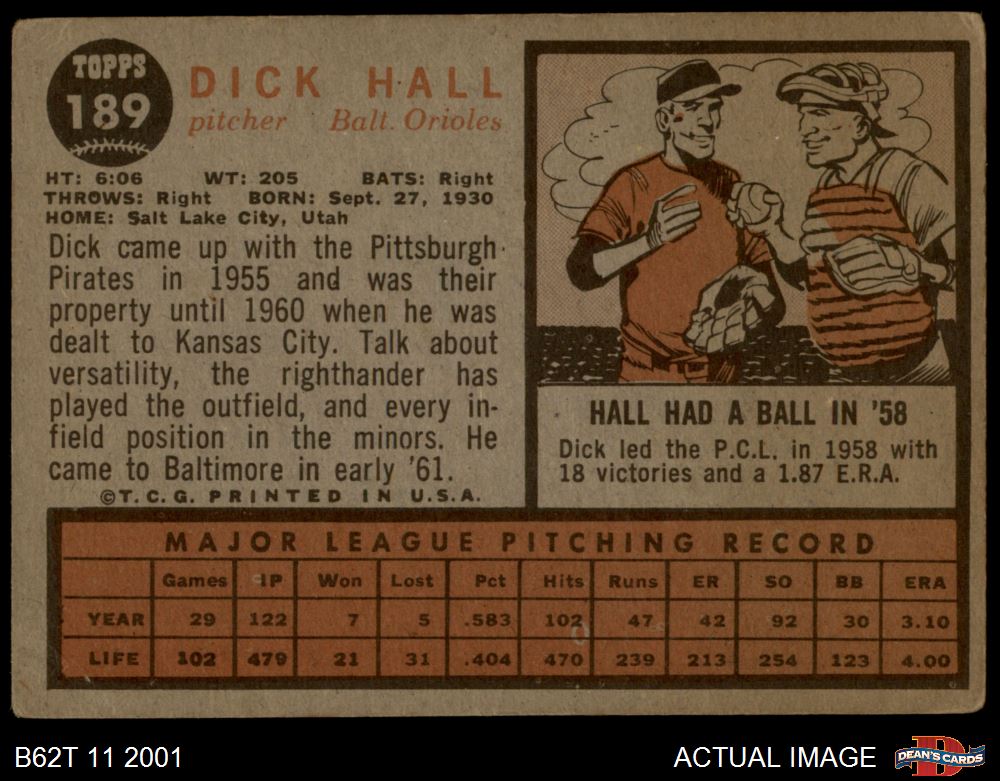 TOPPS
189
DICK HALL
pitcher Balt. Orioles
HT: 6:06 WT: 205 BATS: Right
THROWS: Right BORN: Sept. 27, 1930
HOME: Salt Lake City, Utah
Dick came up with the Pittsburgh
Pirates in 1955 and was their
property until 1960 when he was
dealt to Kansas City. Talk about
versatility, the righthander has
played the outfield, and every in-
field position in the minors. He
came to Baltimore in early '61.
©T.C.G. PRINTED IN U.S.A.
HALL HAD A BALL IN '58
Dick led the P.C.L. in 1958 with
18 victories and a 1.87 E.R.A.
MAJOR LEAGUE PITCHING RECORD
Games IP Won Lost Pct Hits Runs ER SO BB ERA
YEAR 29 122 7 5 .583 102 47 42 92 30 3.10
LIFE 102 479 21 31 .404 470 239 213 254 123 4.00
B62T 11 2001
ACTUAL IMAGE
D
DEAN'S CARDS